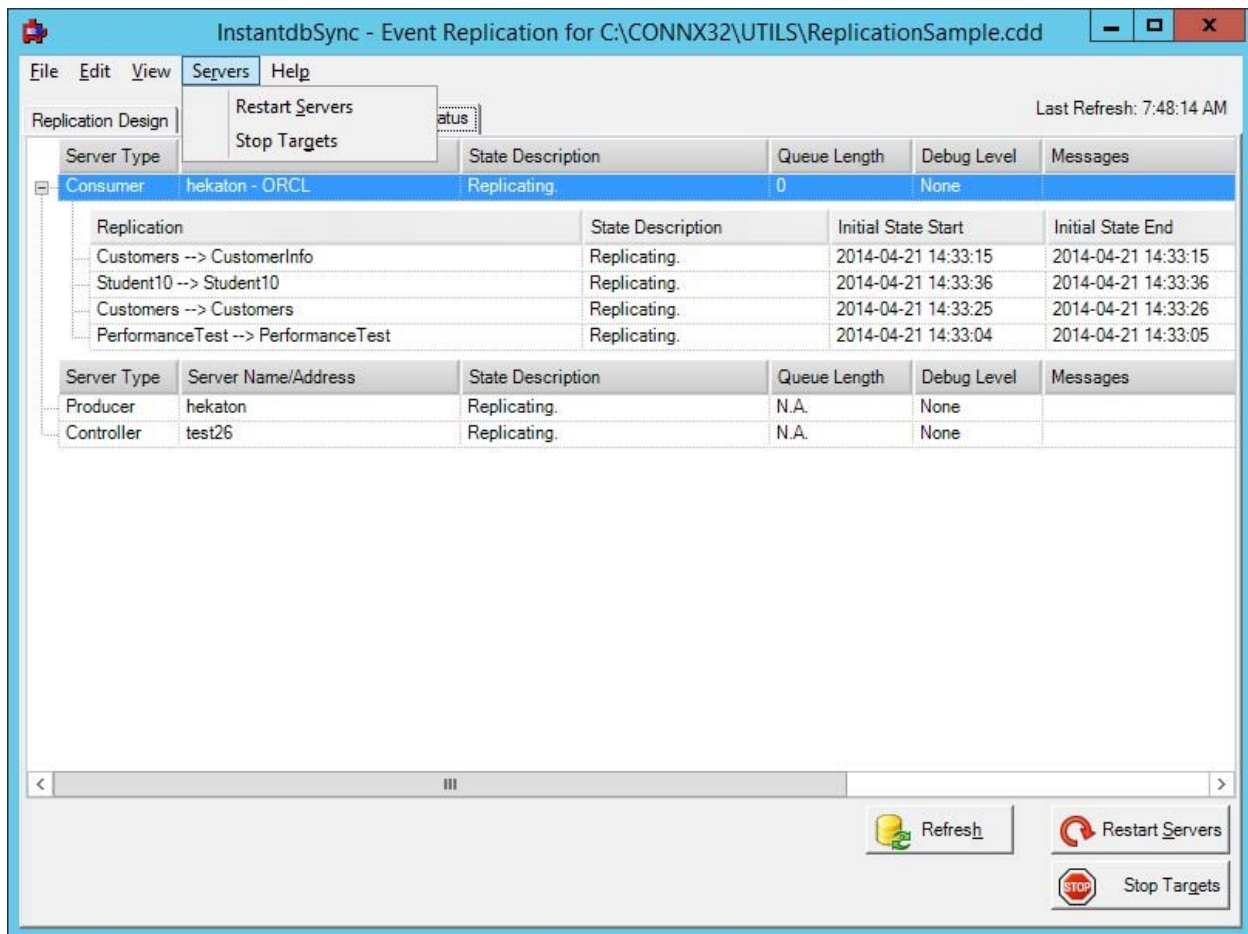 InstantdbSync - Event Replication for C:\CONNX32\UTILS\ReplicationSample.cdd
File Edit View Servers Help
Restart Servers
Stop Targets
Replication Design atus Last Refresh: 7:48:14 AM
Server Type State Description Queue Length Debug Level Messages
Consumer hekaton - ORCL Replicating. 0 None
Replication State Description Initial State Start Initial State End
Customers --> CustomerInfo Replicating. 2014-04-21 14:33:15 2014-04-21 14:33:15
Student10 --> Student10 Replicating. 2014-04-21 14:33:36 2014-04-21 14:33:36
Customers --> Customers Replicating. 2014-04-21 14:33:25 2014-04-21 14:33:26
PerformanceTest --> PerformanceTest Replicating. 2014-04-21 14:33:04 2014-04-21 14:33:05
Server Type Server Name/Address State Description Queue Length Debug Level Messages
Producer hekaton Replicating. N.A. None
Controller test26 Replicating. N.A. None
Refresh Restart Servers
STOP Stop Targets